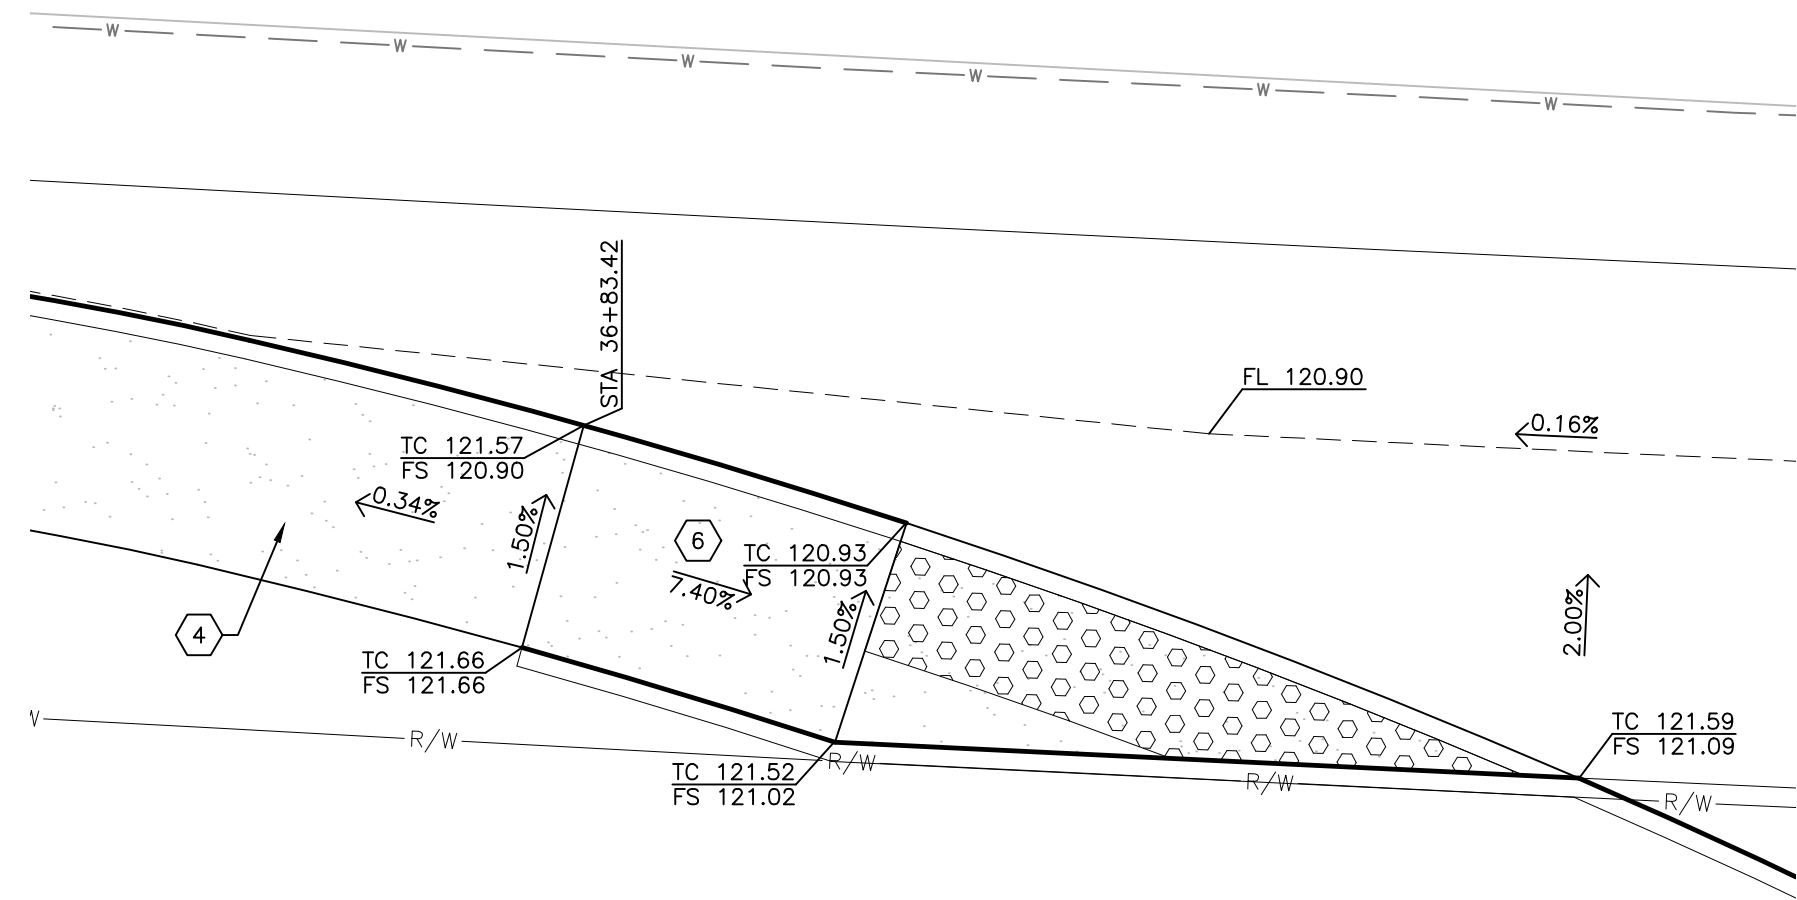 W W W W W W
STA 36+83.42
FL 120.90
0.16%
TC 121.57
FS 120.90
0.34%
1.50%
6
TC 120.93
FS 120.93
7.40%
1.50%
2.00%
4
TC 121.66
FS 121.66
W
R/W
R/W
TC 121.52
FS 121.02
R/W
TC 121.59
FS 121.09
R/W